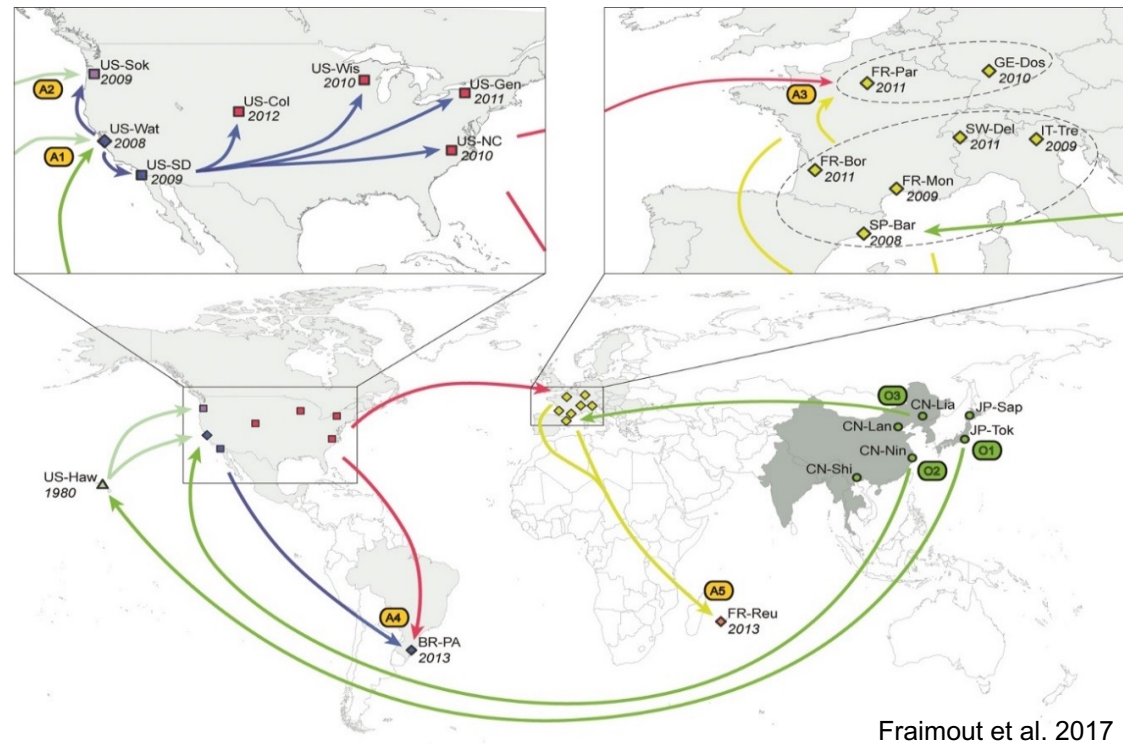 US-Sok
2009
A2
US-Wat
2008
A1
US-SD
2009
US-Col
2012
US-Wis
2010
US-Gen
2011
US-NC
2010
FR-Par
2011
GE-Dos
2010
A3
SW-Del
2011
IT-Tre
2009
FR-Bor
2011
FR-Mon
2009
SP-Bar
2008
O3
CN-Lia
JP-Sap
CN-Lan
JP-Tok
CN-Nin
O1
CN-Shi
O2
US-Haw
1980
A4
BR-PA
2013
A5
FR-Reu
2013
Fraimout et al. 2017